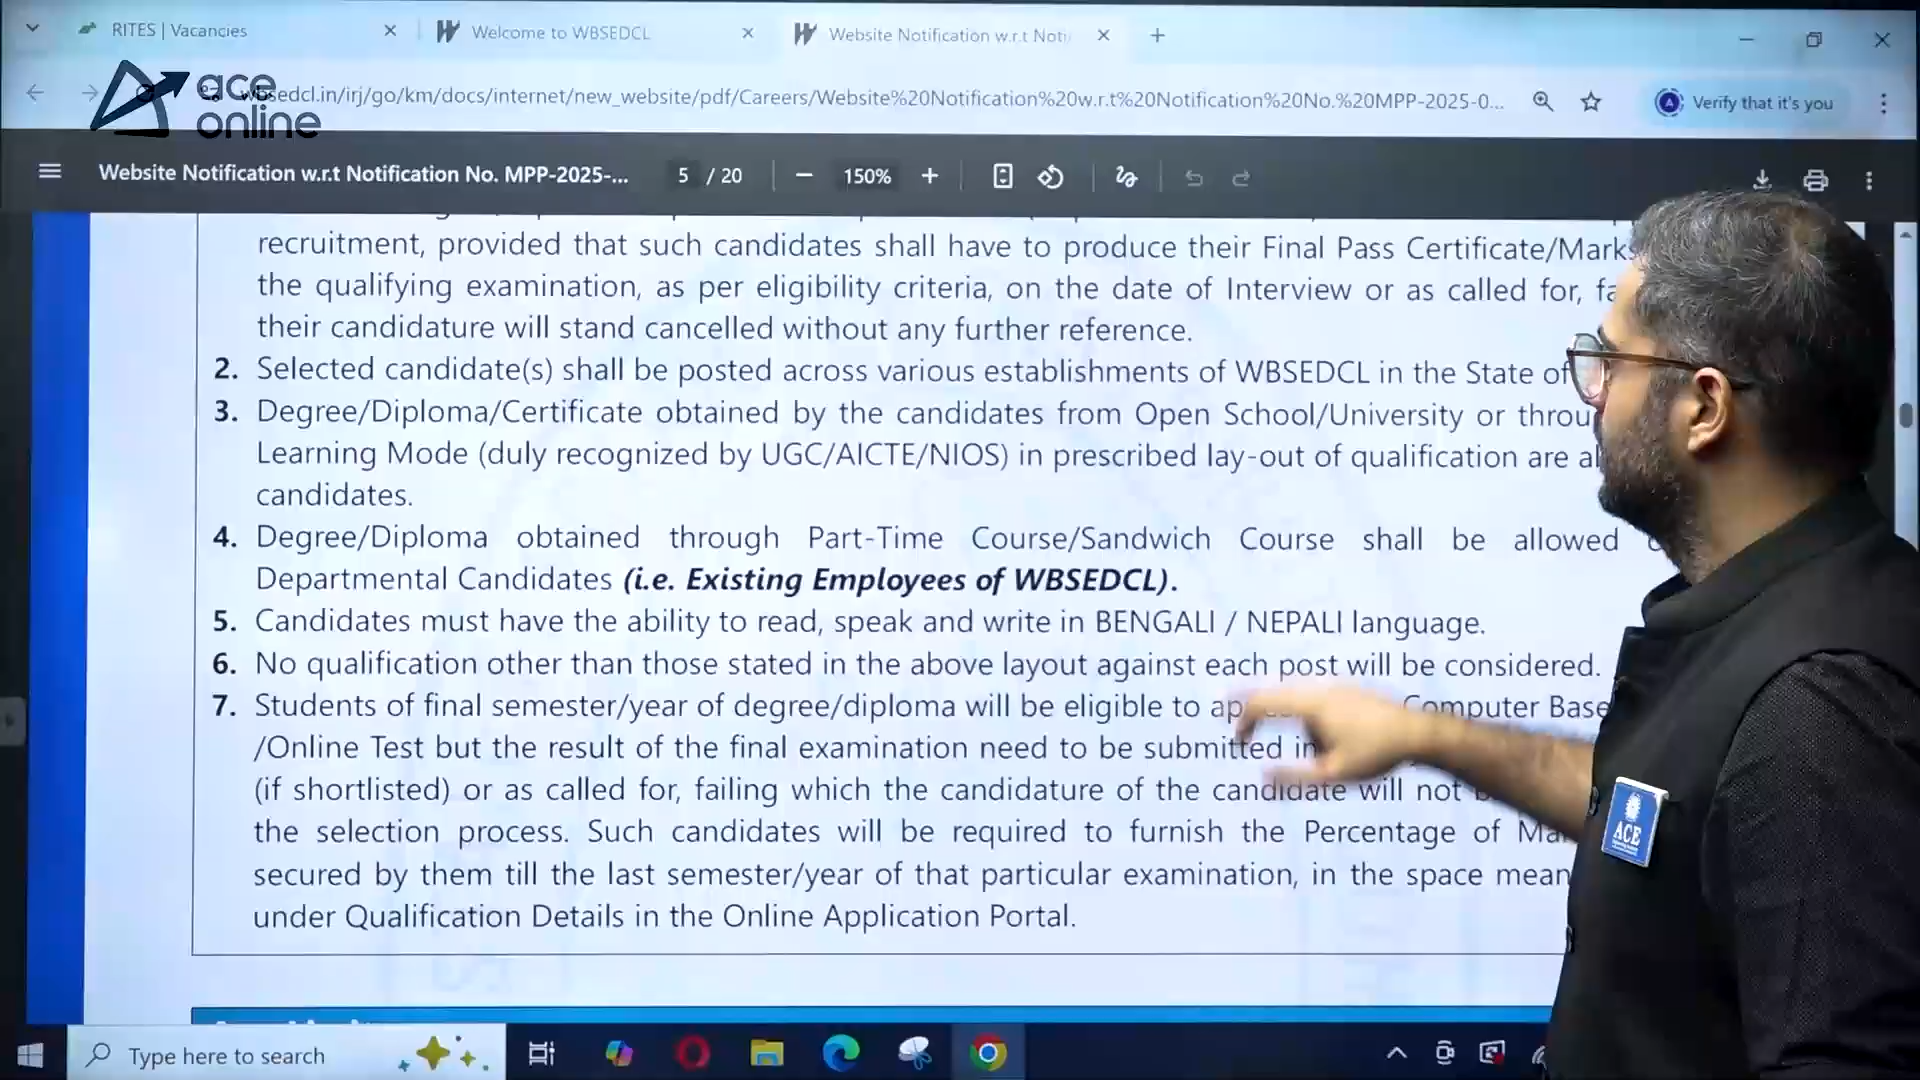 RITES | Vacancies
Welcome to WBSEDCL
Website Notification w.r.t Noti
ace
online
wbsedcl.in/irj/go/km/docs/internet/new_website/pdf/Careers/Website%20Notification%20w.r.t%20Notification%20No.%20MPP-2025-0...
Verify that it's you
Website Notification w.r.t Notification No. MPP-2025-...
5 / 20
150%
recruitment, provided that such candidates shall have to produce their Final Pass Certificate/Marks
the qualifying examination, as per eligibility criteria, on the date of Interview or as called for, fa
their candidature will stand cancelled without any further reference.
2. Selected candidate(s) shall be posted across various establishments of WBSEDCL in the State of
3. Degree/Diploma/Certificate obtained by the candidates from Open School/University or throu
Learning Mode (duly recognized by UGC/AICTE/NIOS) in prescribed lay-out of qualification are al
candidates.
4. Degree/Diploma obtained through Part-Time Course/Sandwich Course shall be allowed
Departmental Candidates (i.e. Existing Employees of WBSEDCL).
5. Candidates must have the ability to read, speak and write in BENGALI / NEPALI language.
6. No qualification other than those stated in the above layout against each post will be considered.
7. Students of final semester/year of degree/diploma will be eligible to Computer Base
/Online Test but the result of the final examination need to be submitted in
(if shortlisted) or as called for, failing which the candidature of the candidate will not
the selection process. Such candidates will be required to furnish the Percentage of Ma
secured by them till the last semester/year of that particular examination, in the space mean
under Qualification Details in the Online Application Portal.
ACE
Type here to search